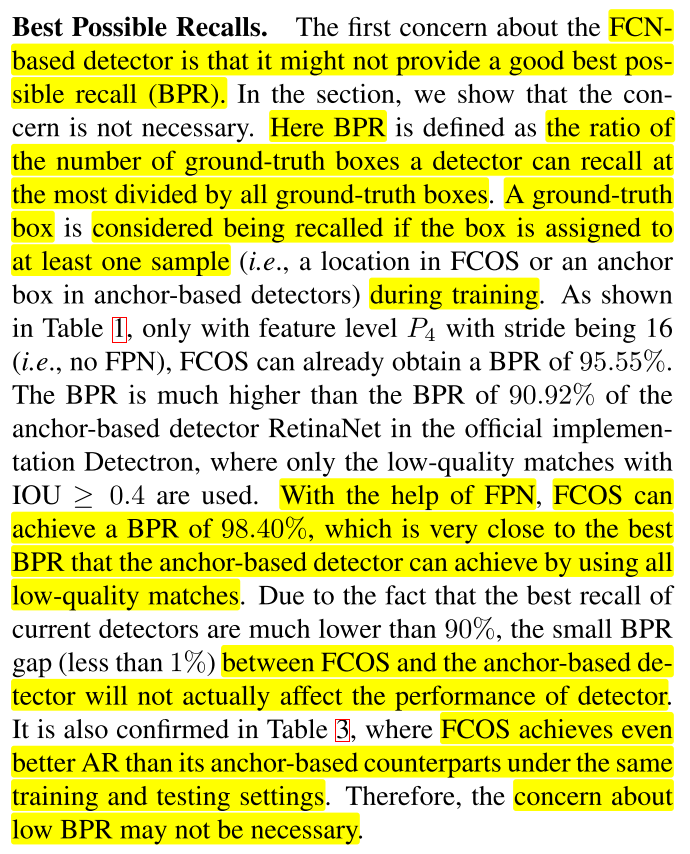 Best Possible Recalls. The first concern about the FCN-
based detector is that it might not provide a good best pos-
sible recall (BPR). In the section, we show that the con-
cern is not necessary. Here BPR is defined as the ratio of
the number of ground-truth boxes a detector can recall at
the most divided by all ground-truth boxes. A ground-truth
box is considered being recalled if the box is assigned to
at least one sample (i.e., a location in FCOS or an anchor
box in anchor-based detectors) during training. As shown
in Table 1, only with feature level P₄ with stride being 16
(i.e., no FPN), FCOS can already obtain a BPR of 95.55%.
The BPR is much higher than the BPR of 90.92% of the
anchor-based detector RetinaNet in the official implemen-
tation Detectron, where only the low-quality matches with
IOU ≥ 0.4 are used. With the help of FPN, FCOS can
achieve a BPR of 98.40%, which is very close to the best
BPR that the anchor-based detector can achieve by using all
low-quality matches. Due to the fact that the best recall of
current detectors are much lower than 90%, the small BPR
gap (less than 1%) between FCOS and the anchor-based de-
tector will not actually affect the performance of detector.
It is also confirmed in Table 3, where FCOS achieves even
better AR than its anchor-based counterparts under the same
training and testing settings. Therefore, the concern about
low BPR may not be necessary.